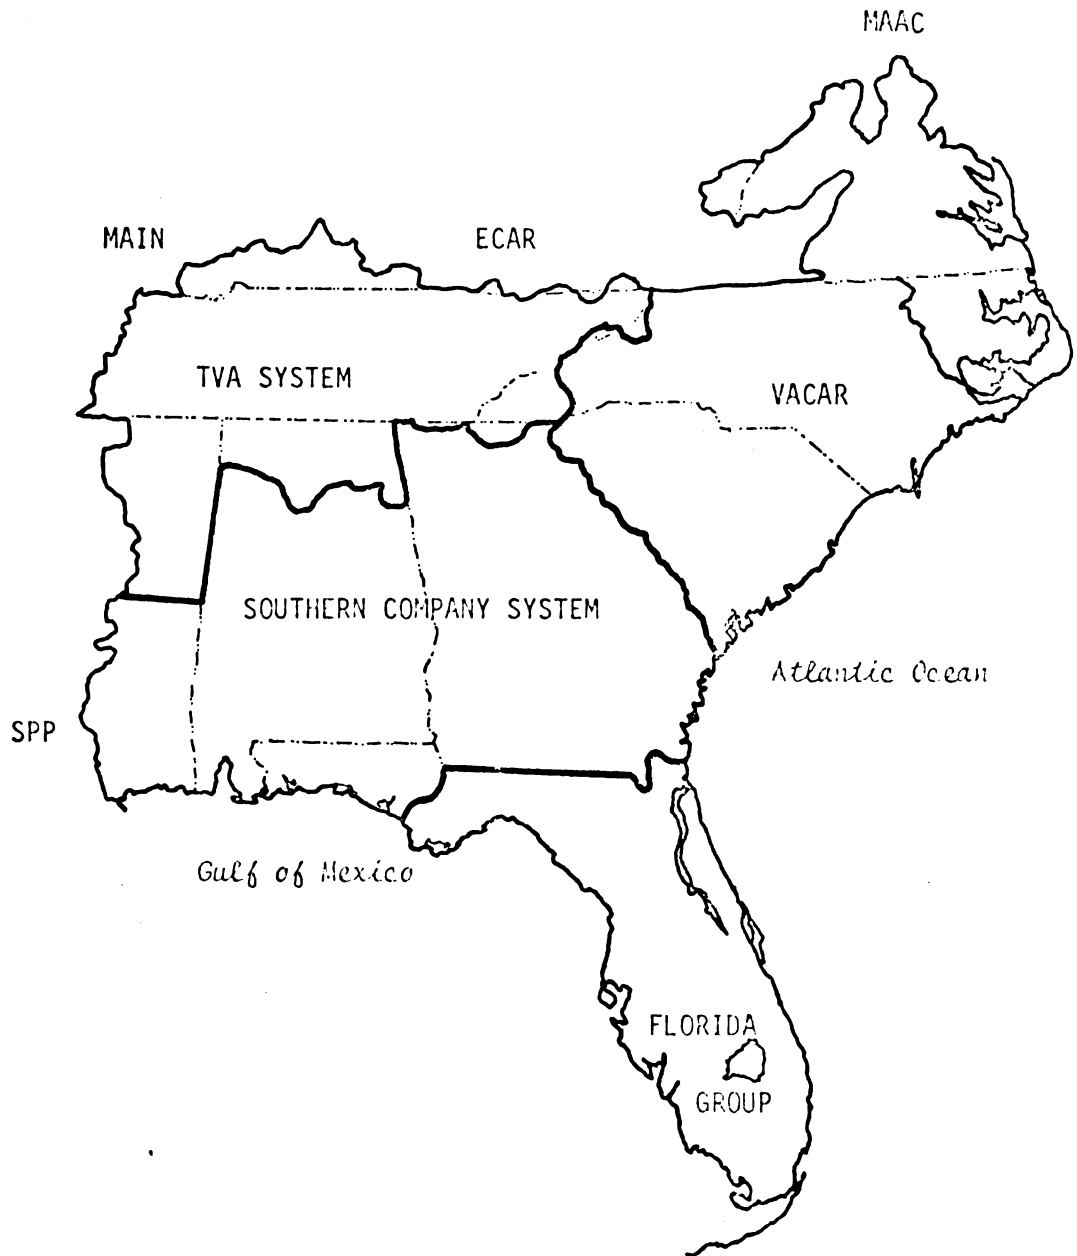 MAAC
MAIN
ECAR
TVA SYSTEM
VACAR
SOUTHERN COMPANY SYSTEM
Atlantic Ocean
SPP
Gulf of Mexico
FLORIDA
GROUP